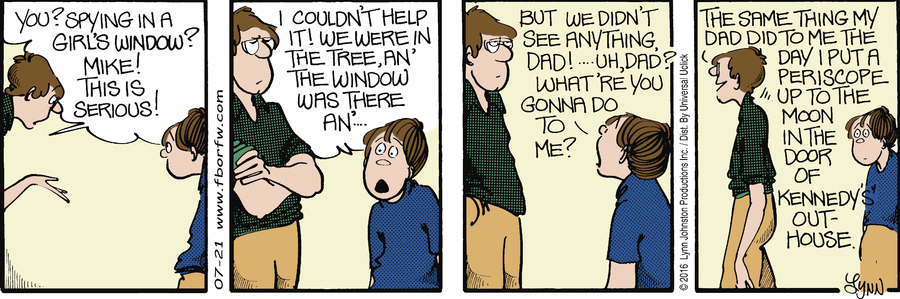 YOU? SPYING IN A
GIRL'S WINDOW?
MIKE!
THIS IS
SERIOUS!
07-21 www.fborfw.com
I COULDN'T HELP
IT! WE WERE IN
THE TREE, AN'
THE WINDOW
WAS THERE
AN'....
BUT WE DIDN'T
SEE ANYTHING,
DAD! ....UH, DAD?
WHAT 'RE YOU
GONNA DO
TO
ME?
© 2016 Lynn Johnston Productions Inc. / Dist. By Universal Uclick
THE SAME THING MY
DAD DID TO ME THE
DAY I PUT A
PERISCOPE
UP TO THE
MOON
IN THE
DOOR
OF
KENNEDY'S
OUT-
HOUSE.
LYNN